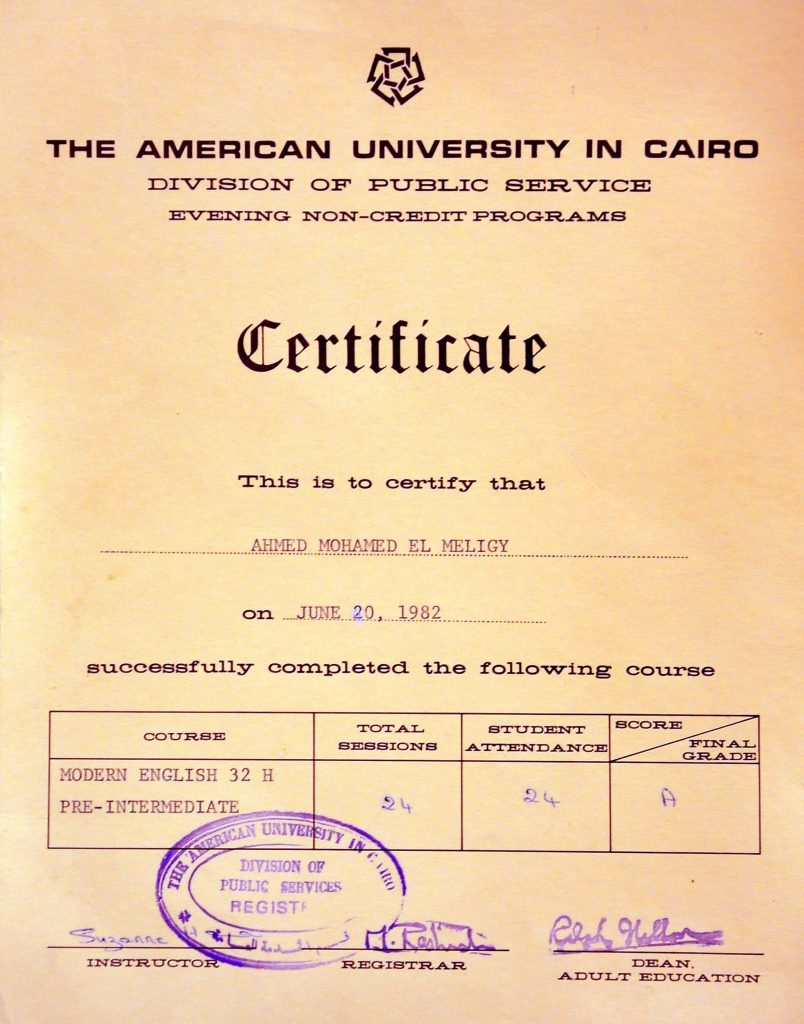 THE AMERICAN UNIVERSITY IN CAIRO
DIVISION OF PUBLIC SERVICE
EVENING NON-CREDIT PROGRAMS
Certificate
This is to certify that
AHMED MOHAMED EL MELIGY
on JUNE 20, 1982
successfully completed the following course
COURSE TOTAL SESSIONS STUDENT ATTENDANCE SCORE FINAL GRADE
MODERN ENGLISH 32 H
PRE-INTERMEDIATE 24 24 A
THE AMERICAN UNIVERSITY IN CAIRO
DIVISION OF
PUBLIC SERVICES
Suzanne
INSTRUCTOR REGISTRAR DEAN,
ADULT EDUCATION